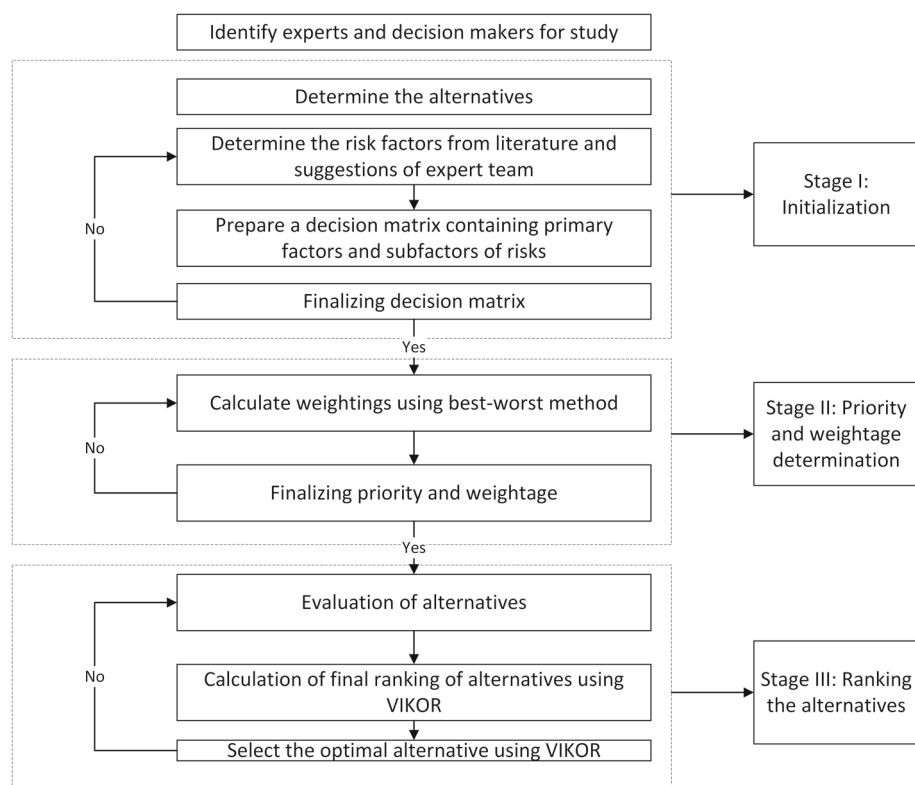 Identify experts and decision makers for study
Determine the alternatives
Determine the risk factors from literature and
suggestions of expert team
Stage I:
Initialization
No
Prepare a decision matrix containing primary
factors and subfactors of risks
Finalizing decision matrix
Yes
Calculate weightings using best-worst method
Stage II: Priority
and weightage
determination
No
Finalizing priority and weightage
Yes
Evaluation of alternatives
No
Calculation of final ranking of alternatives using
VIKOR
Stage III: Ranking
the alternatives
Select the optimal alternative using VIKOR